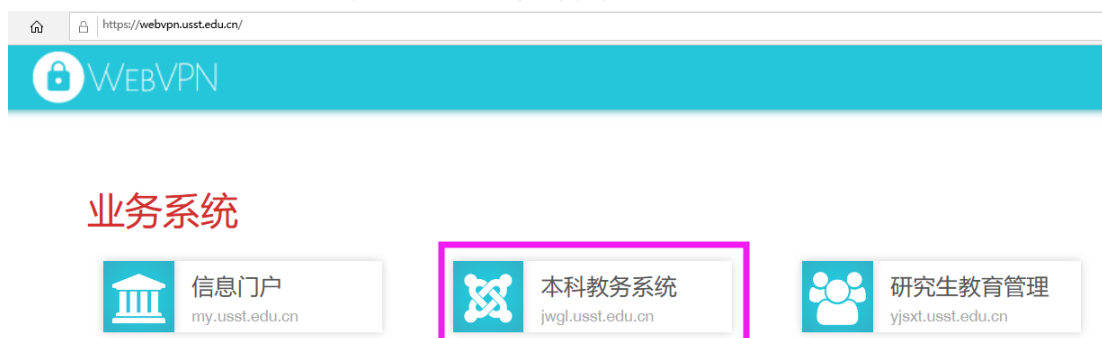 https://webvpn.usst.edu.cn/
WEBVPN
业务系统
信息门户
my.usst.edu.cn
本科教务系统
jwgl.usst.edu.cn
研究生教育管理
yjsxt.usst.edu.cn